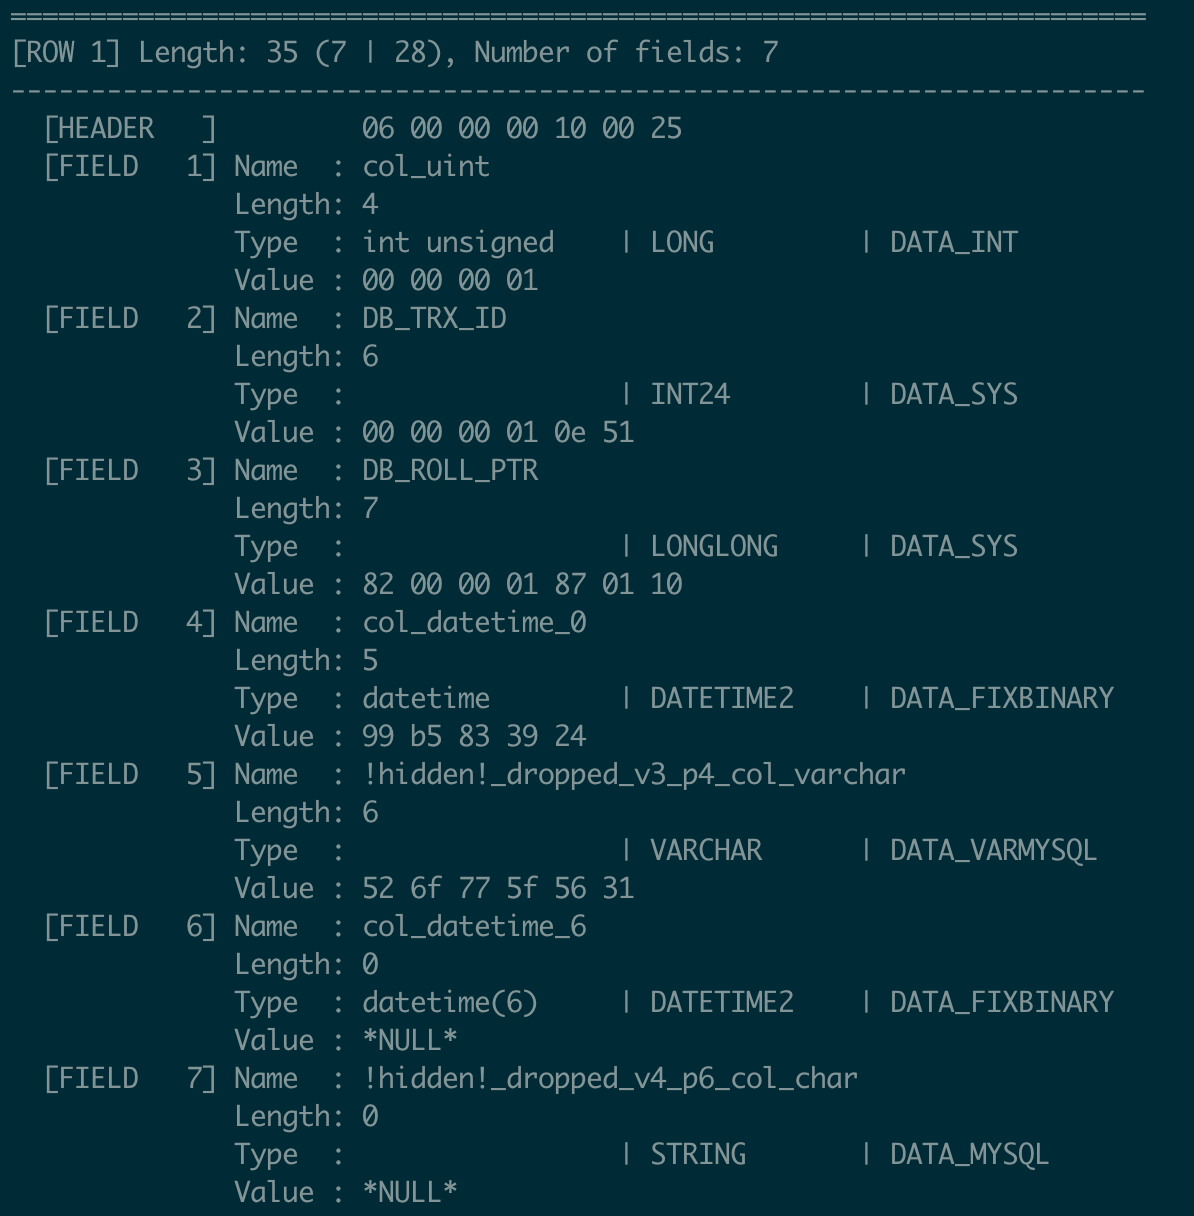 =======================================================================
[ROW 1] Length: 35 (7 | 28), Number of fields: 7
-----------------------------------------------------------------------
  [HEADER   ]         06 00 00 00 10 00 25
  [FIELD   1] Name  : col_uint
              Length: 4
              Type  : int unsigned    | LONG         | DATA_INT
              Value : 00 00 00 01
  [FIELD   2] Name  : DB_TRX_ID
              Length: 6
              Type  :                 | INT24        | DATA_SYS
              Value : 00 00 00 01 0e 51
  [FIELD   3] Name  : DB_ROLL_PTR
              Length: 7
              Type  :                 | LONGLONG     | DATA_SYS
              Value : 82 00 00 01 87 01 10
  [FIELD   4] Name  : col_datetime_0
              Length: 5
              Type  : datetime        | DATETIME2    | DATA_FIXBINARY
              Value : 99 b5 83 39 24
  [FIELD   5] Name  : !hidden!_dropped_v3_p4_col_varchar
              Length: 6
              Type  :                 | VARCHAR      | DATA_VARMYSQL
              Value : 52 6f 77 5f 56 31
  [FIELD   6] Name  : col_datetime_6
              Length: 0
              Type  : datetime(6)     | DATETIME2    | DATA_FIXBINARY
              Value : *NULL*
  [FIELD   7] Name  : !hidden!_dropped_v4_p6_col_char
              Length: 0
              Type  :                 | STRING       | DATA_MYSQL
              Value : *NULL*